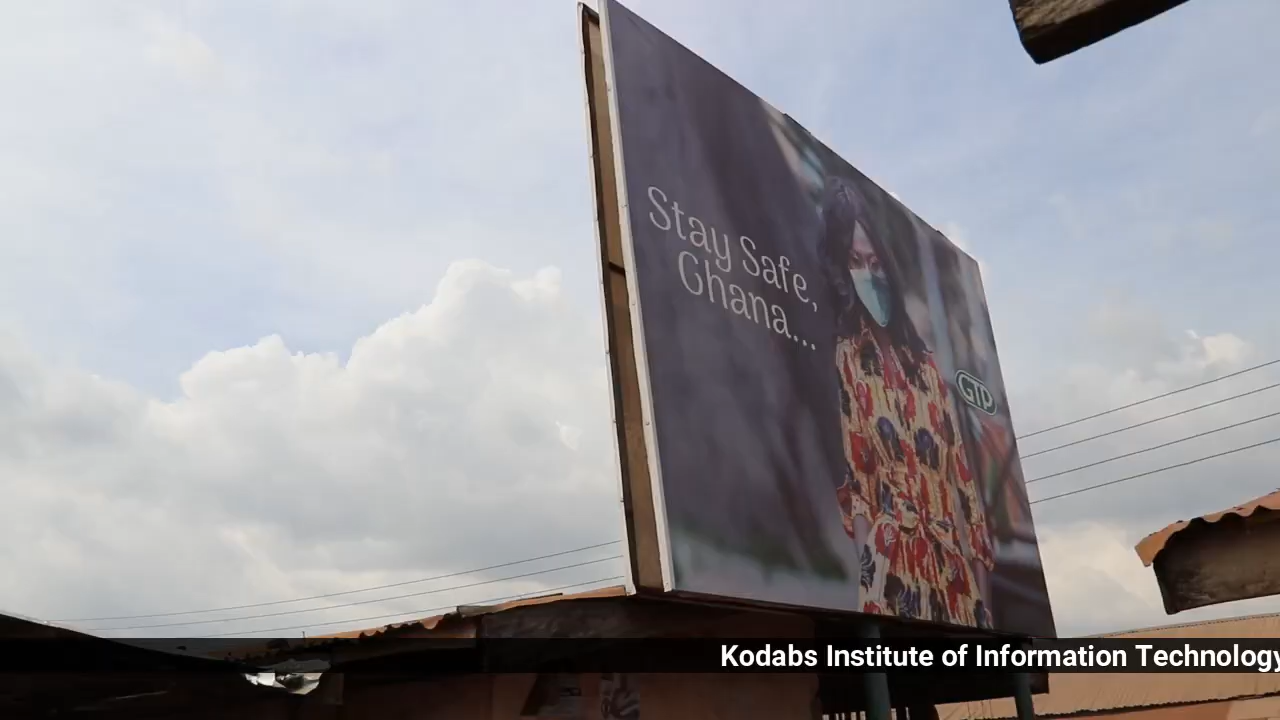 Stay Safe,
Ghana...
GTP
Kodabs Institute of Information Technology